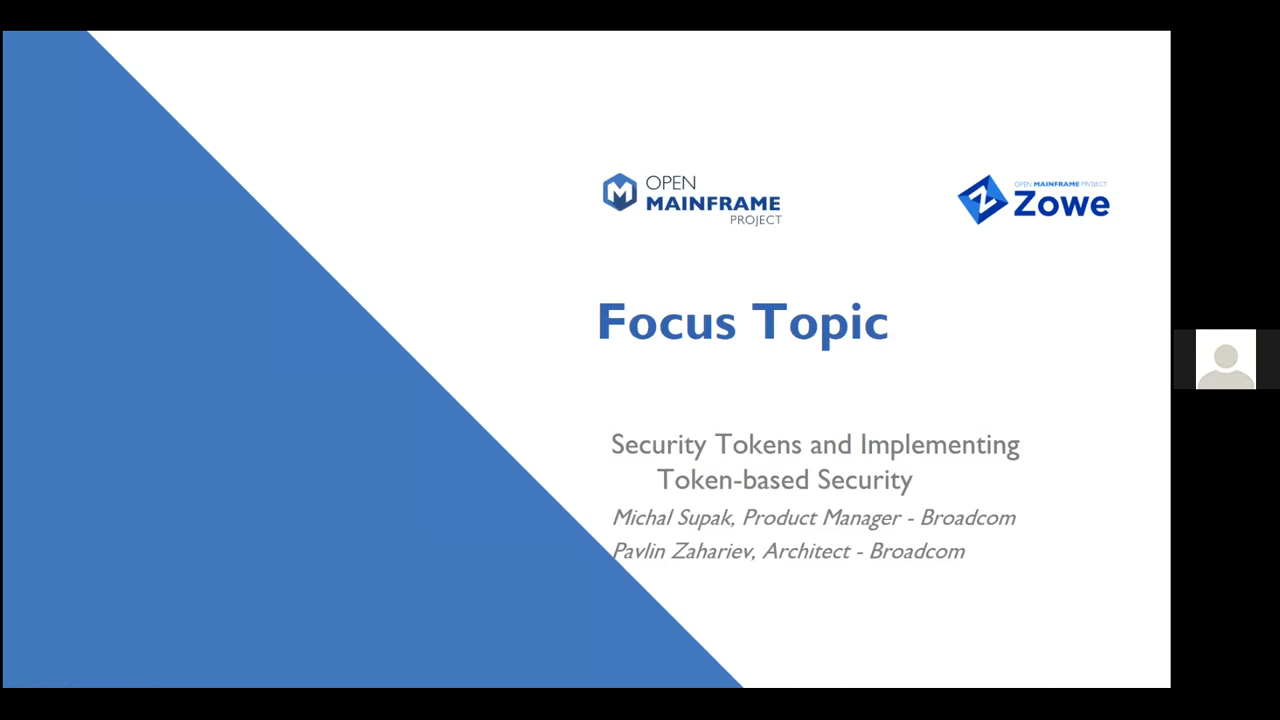 OPEN
MAINFRAME
PROJECT
OPEN MAINFRAME PROJECT
Zowe
Focus Topic
Security Tokens and Implementing
Token-based Security
Michal Supak, Product Manager - Broadcom
Pavlin Zahariev, Architect - Broadcom